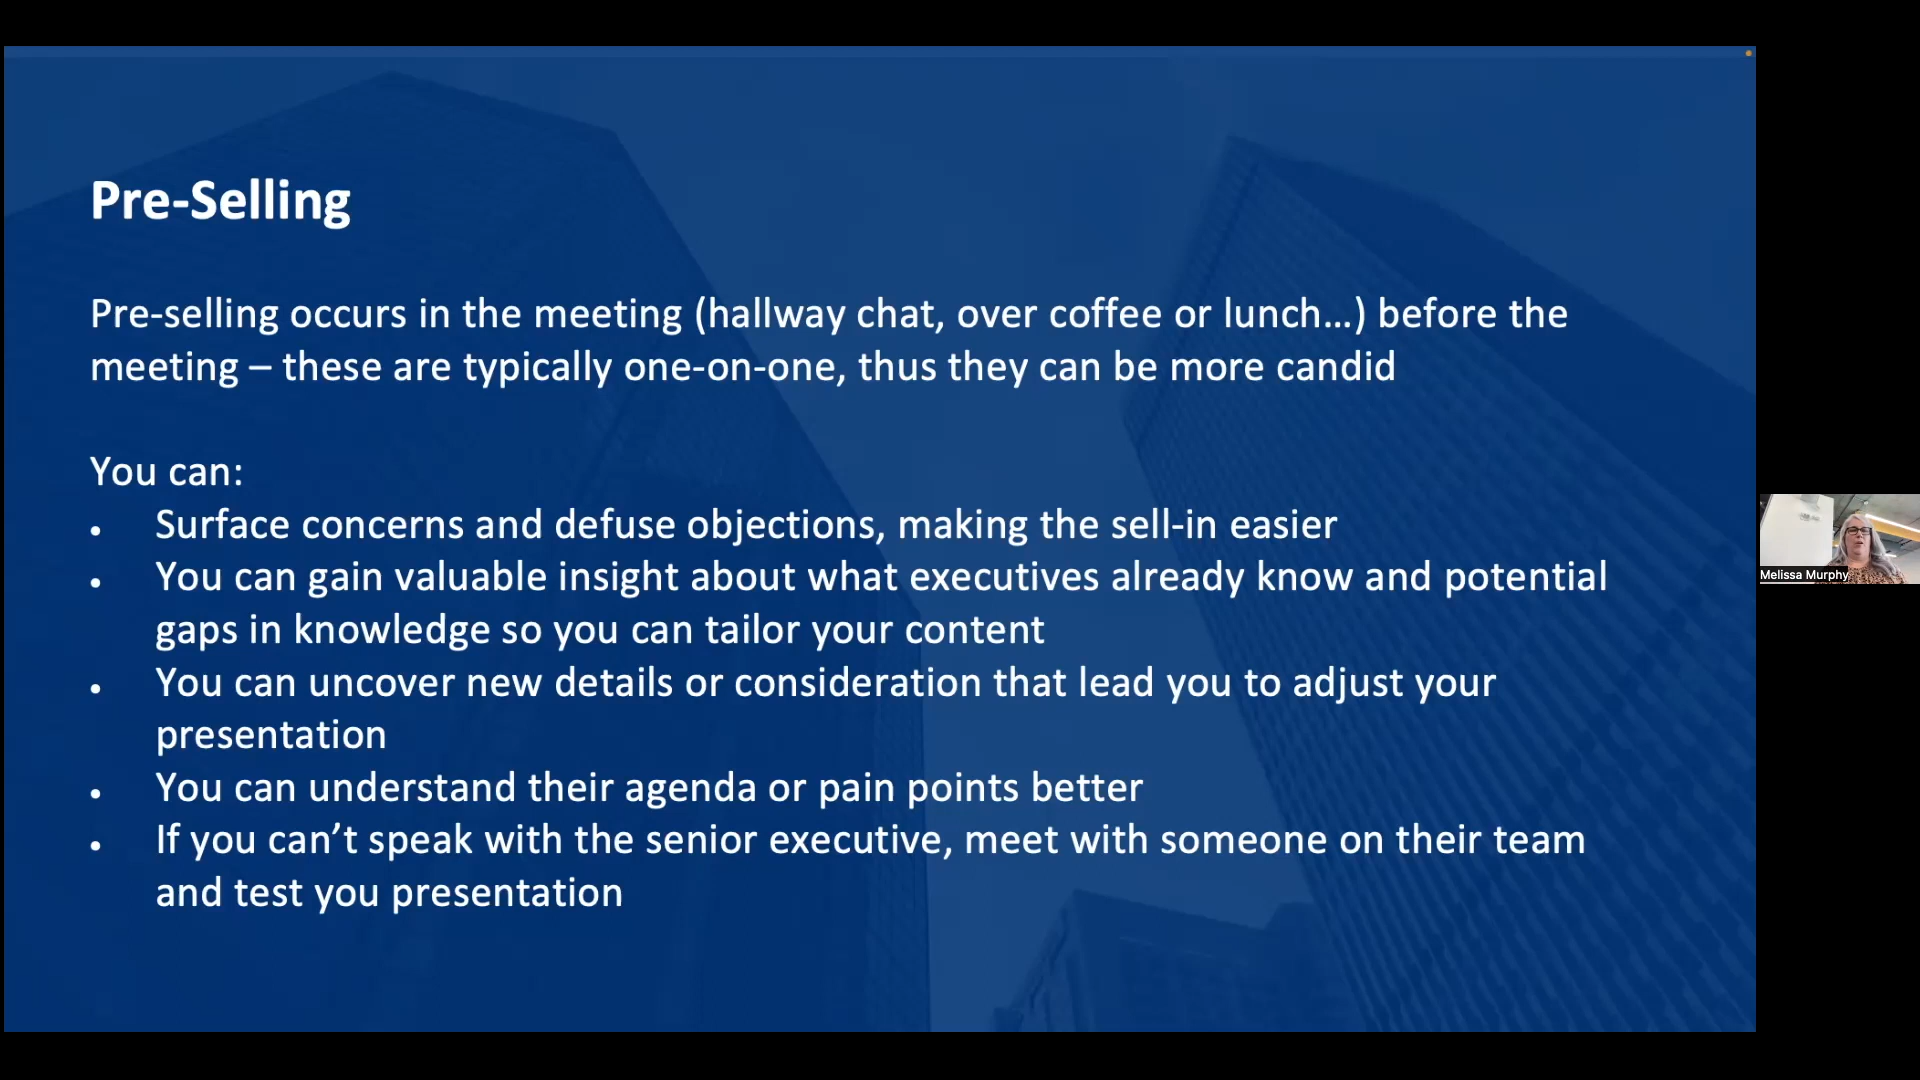 Pre-Selling
Pre-selling occurs in the meeting (hallway chat, over coffee or lunch…) before the
meeting – these are typically one-on-one, thus they can be more candid
You can:
• Surface concerns and defuse objections, making the sell-in easier
• You can gain valuable insight about what executives already know and potential
gaps in knowledge so you can tailor your content
• You can uncover new details or consideration that lead you to adjust your
presentation
• You can understand their agenda or pain points better
• If you can’t speak with the senior executive, meet with someone on their team
and test you presentation
Melissa Murphy